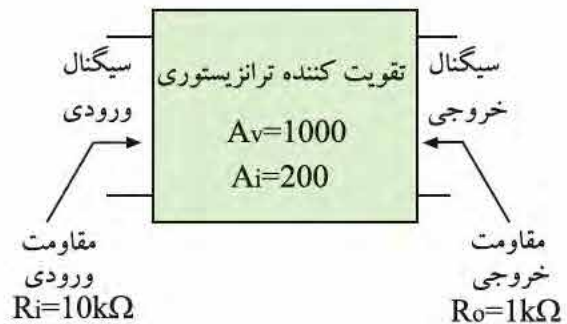 تقویت کننده ترانزیستوری
Av=1000
Ai=200
سیگنال
ورودی
سیگنال
خروجی
مقاومت
ورودی
Ri=10kΩ
مقاومت
خروجی
Ro=1kΩ